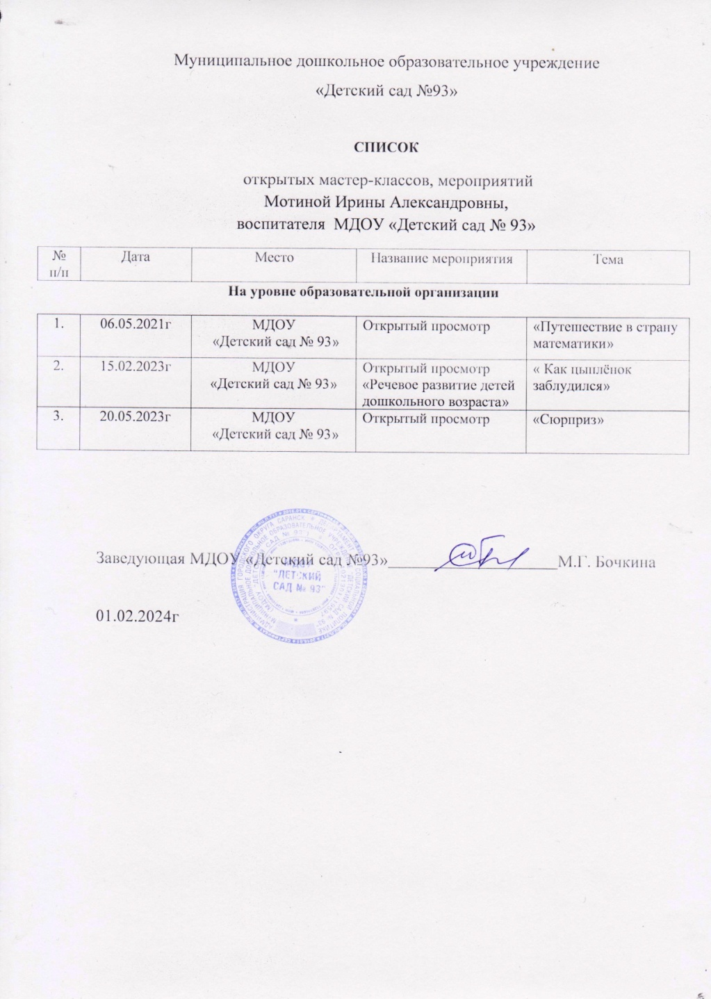 Муниципальное дошкольное образовательное учреждение
«Детский сад №93»
СПИСОК
открытых мастер-классов, мероприятий
Мотиной Ирины Александровны,
воспитателя МДОУ «Детский сад № 93»
№ п/п Дата Место Название мероприятия Тема
На уровне образовательной организации
1. 06.05.2021г МДОУ «Детский сад № 93» Открытый просмотр «Путешествие в страну математики»
2. 15.02.2023г МДОУ «Детский сад № 93» Открытый просмотр «Речевое развитие детей дошкольного возраста» « Как цыплёнок заблудился»
3. 20.05.2023г МДОУ «Детский сад № 93» Открытый просмотр «Сюрприз»
Заведующая МДОУ «Детский сад №93»____________________М.Г. Бочкина
"ДЕТСКИЙ
САД № 93"
01.02.2024г